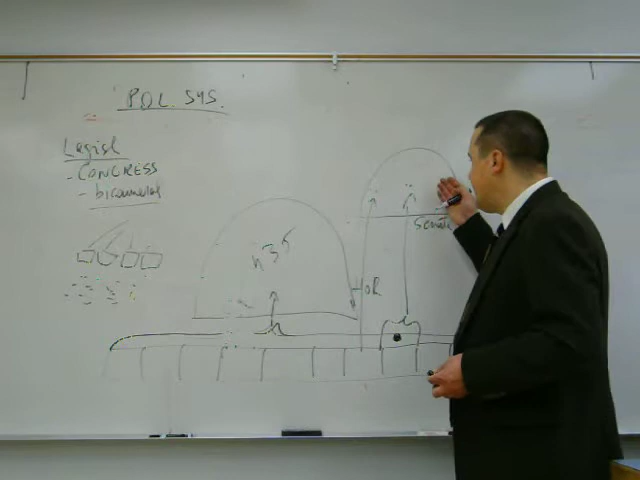 POL. SYS.
Legisl
- CONGRESS
- bicameral
435
HOR
Senate